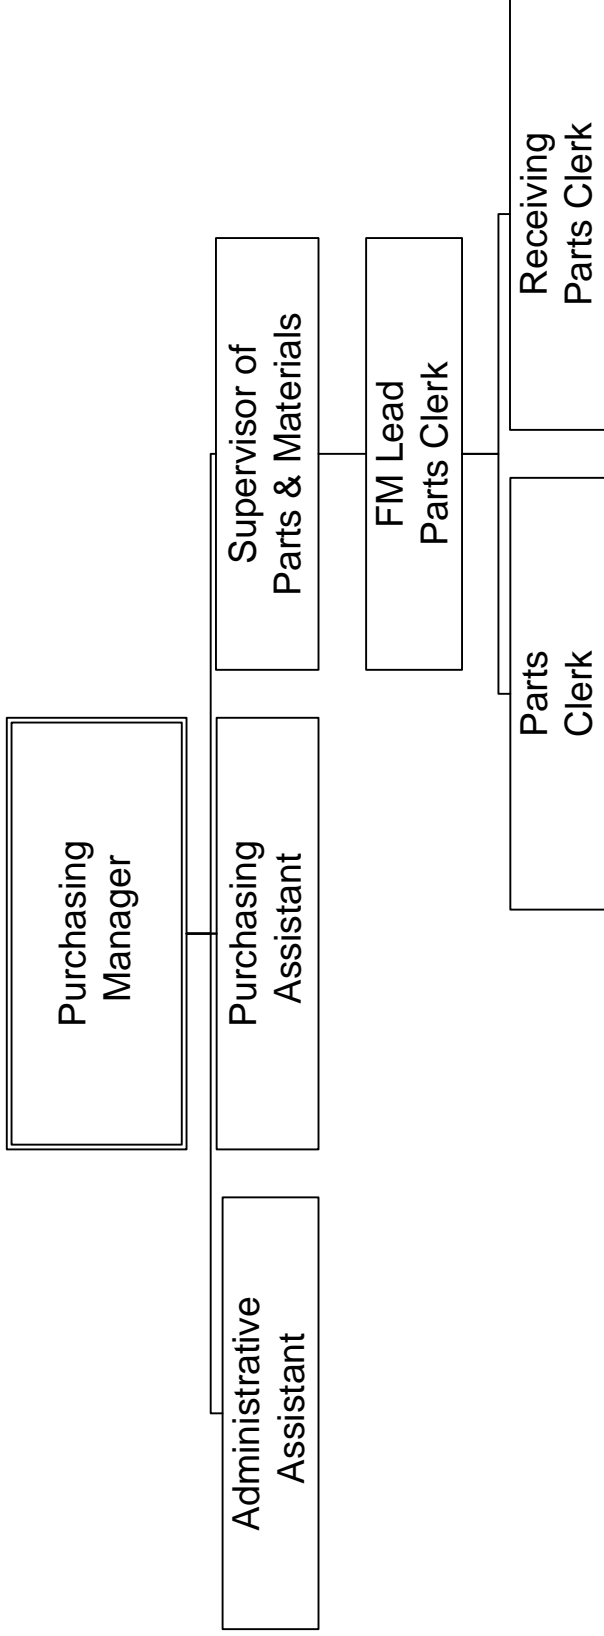 Purchasing
Manager
Administrative
Assistant
Purchasing
Assistant
Supervisor of
Parts & Materials
FM Lead
Parts Clerk
Parts
Clerk
Receiving
Parts Clerk